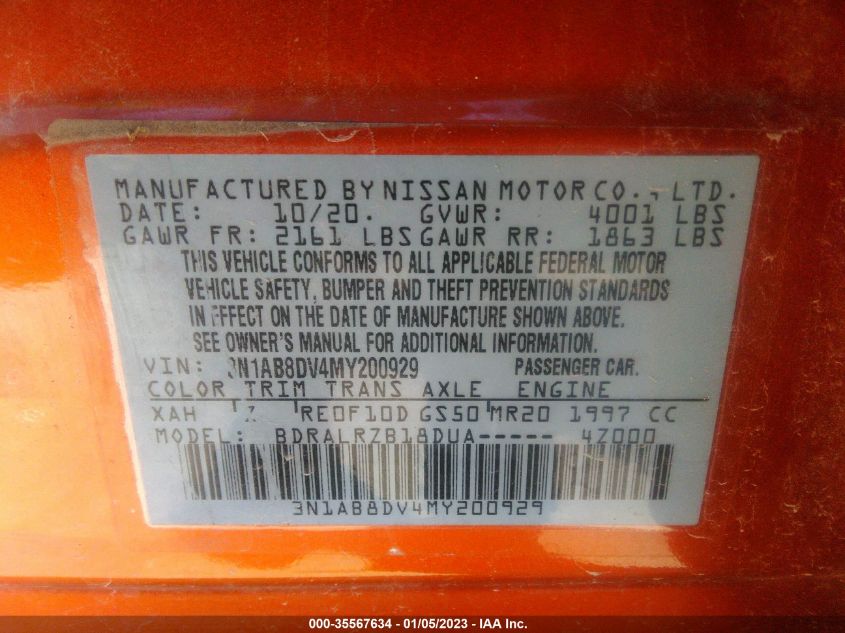 MANUFACTURED BY NISSAN MOTOR CO., LTD.
DATE: 10/20. GVWR: 4001 LBS
GAWR FR: 2161 LBS GAWR RR: 1863 LBS
THIS VEHICLE CONFORMS TO ALL APPLICABLE FEDERAL MOTOR
VEHICLE SAFETY, BUMPER AND THEFT PREVENTION STANDARDS
IN EFFECT ON THE DATE OF MANUFACTURE SHOWN ABOVE.
SEE OWNER'S MANUAL FOR ADDITIONAL INFORMATION.
VIN: 3N1AB8DV4MY200929 PASSENGER CAR.
COLOR TRIM TRANS AXLE ENGINE
XAH RE0F10D GS50 MR20 1997 CC
MODEL: BDRALRZB18DUA----- 4Z000
3N1AB8DV4MY200929
000-35567634 - 01/05/2023 - IAA Inc.